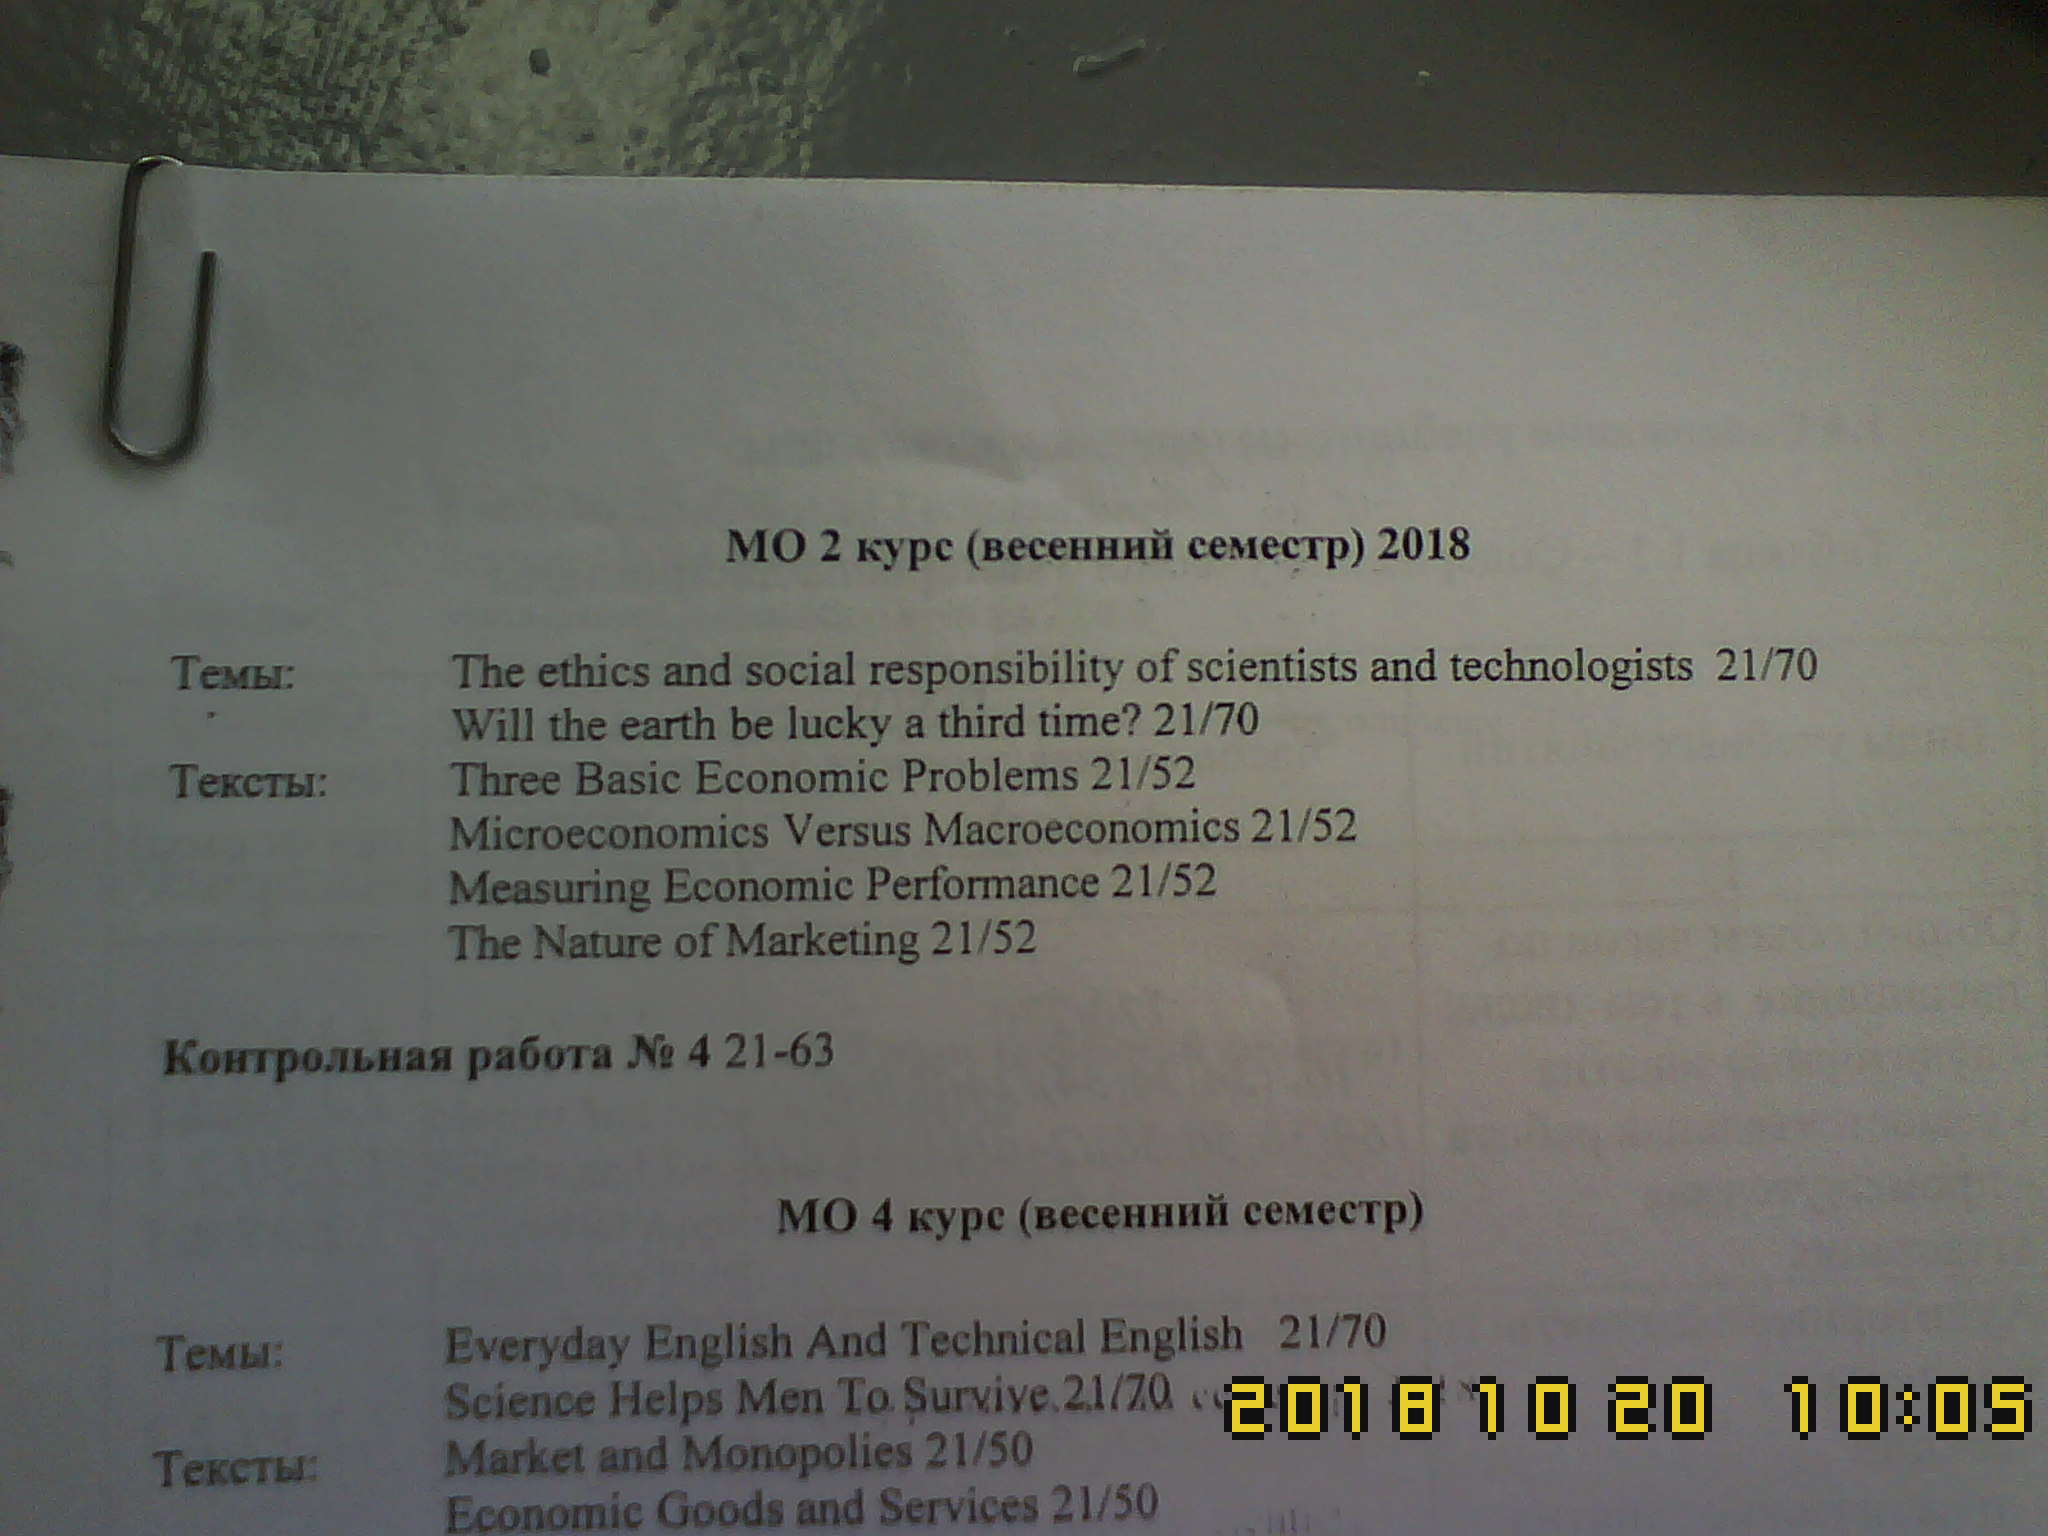 МО 2 курс (весенний семестр) 2018
Темы: The ethics and social responsibility of scientists and technologists 21/70
Will the earth be lucky a third time? 21/70
Тексты: Three Basic Economic Problems 21/52
Microeconomics Versus Macroeconomics 21/52
Measuring Economic Performance 21/52
The Nature of Marketing 21/52
Контрольная работа № 4 21-63
МО 4 курс (весенний семестр)
Темы: Everyday English And Technical English 21/70
Science Helps Men To Survive 21/70
Тексты: Market and Monopolies 21/50
Economic Goods and Services 21/50
2018 10 20 10:05